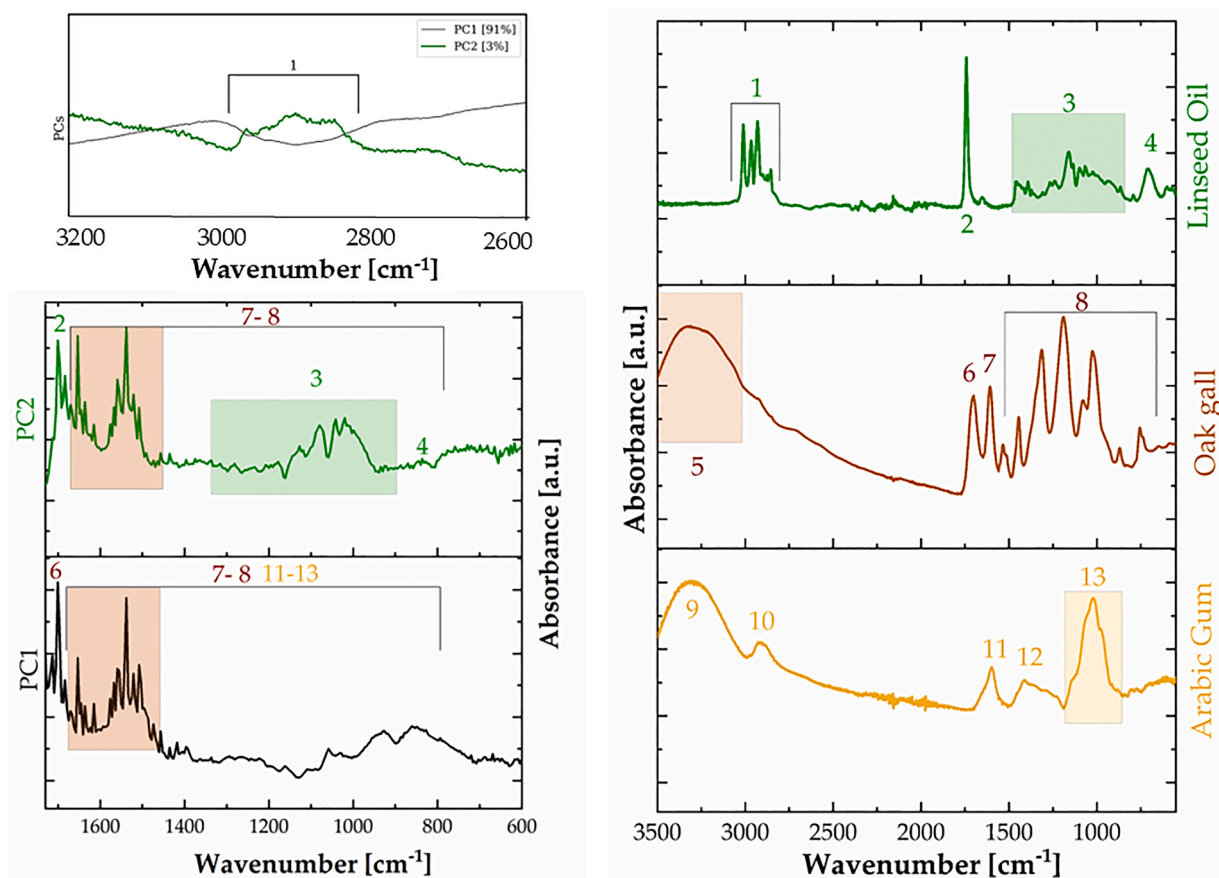 PC1 [91%]
PC2 [3%]
1
PCs
3200 3000 2800 2600
Wavenumber [cm-1]
2 7- 8
3
4
PC2
6 7- 8 11-13
PC1
Absorbance [a.u.]
1600 1400 1200 1000 800 600
Wavenumber [cm-1]
1
2
3
4
Linseed Oil
5
6 7
8
Oak gall
Absorbance [a.u.]
9
10
11 12
13
Arabic Gum
3500 3000 2500 2000 1500 1000
Wavenumber [cm-1]